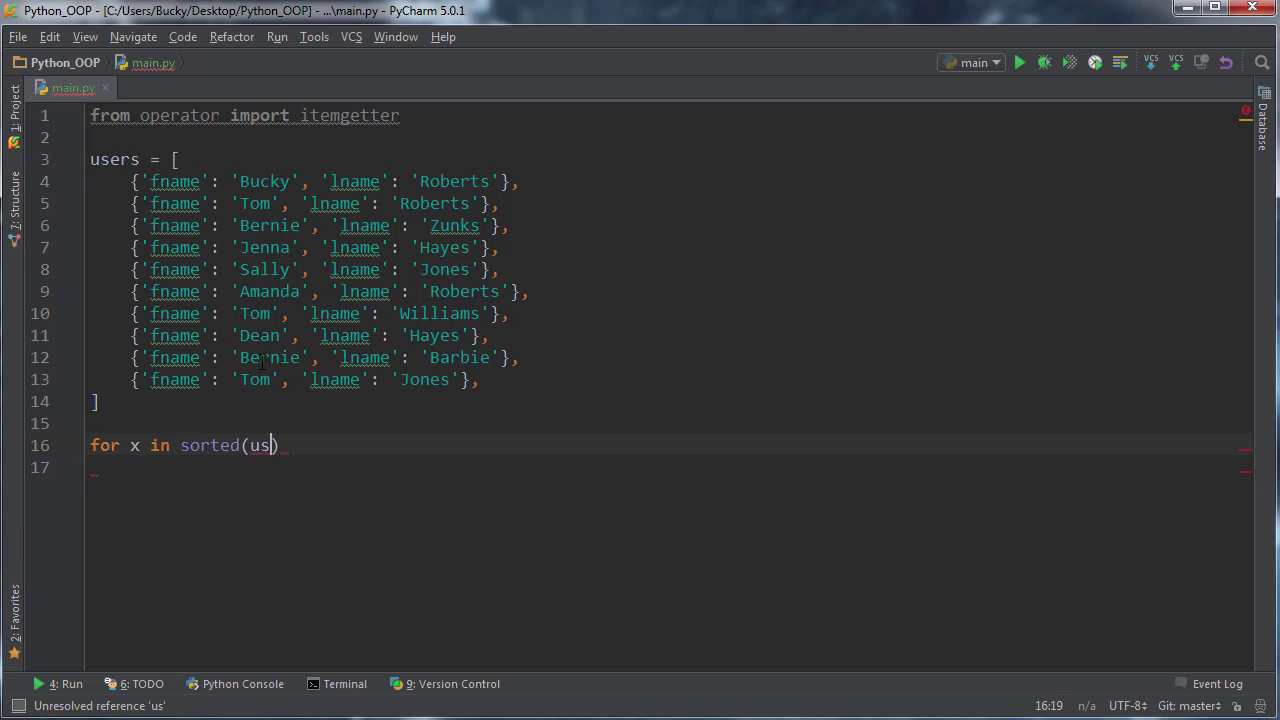 Python_OOP - [C:/Users/Bucky/Desktop/Python_OOP] - ...\main.py - PyCharm 5.0.1
File Edit View Navigate Code Refactor Run Tools VCS Window Help
Python_OOP main.py main VCS VCS
main.py
1: Project
7: Structure
2: Favorites
Database
1 from operator import itemgetter
2
3 users = [
4     {'fname': 'Bucky', 'lname': 'Roberts'},
5     {'fname': 'Tom', 'lname': 'Roberts'},
6     {'fname': 'Bernie', 'lname': 'Zunks'},
7     {'fname': 'Jenna', 'lname': 'Hayes'},
8     {'fname': 'Sally', 'lname': 'Jones'},
9     {'fname': 'Amanda', 'lname': 'Roberts'},
10     {'fname': 'Tom', 'lname': 'Williams'},
11     {'fname': 'Dean', 'lname': 'Hayes'},
12     {'fname': 'Bernie', 'lname': 'Barbie'},
13     {'fname': 'Tom', 'lname': 'Jones'},
14 ]
15
16 for x in sorted(us)
17
4: Run 6: TODO Python Console Terminal 9: Version Control Event Log
Unresolved reference 'us' 16:19 n/a UTF-8 Git: master